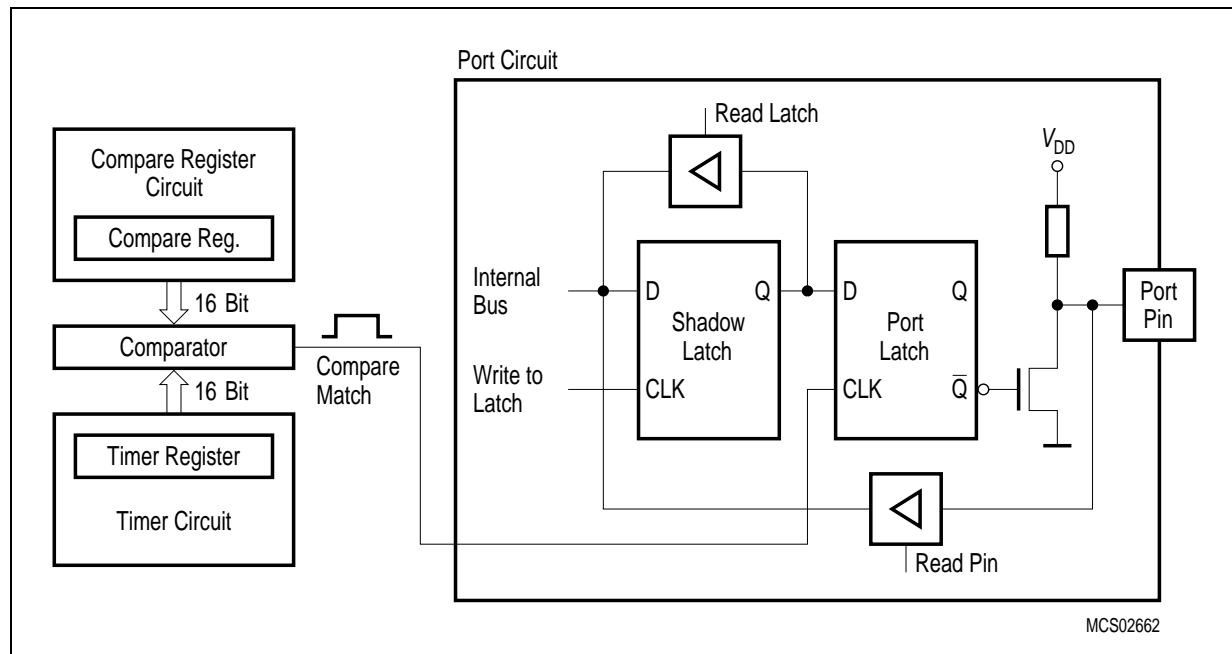 Port Circuit
Compare Register
Circuit
Compare Reg.
16 Bit
Comparator
16 Bit
Timer Register
Timer Circuit
Compare
Match
Read Latch
Internal
Bus
D
Q
Shadow
Latch
Write to
Latch
CLK
D
Q
Port
Latch
CLK
Q̅
V
DD
Port
Pin
Read Pin
MCS02662